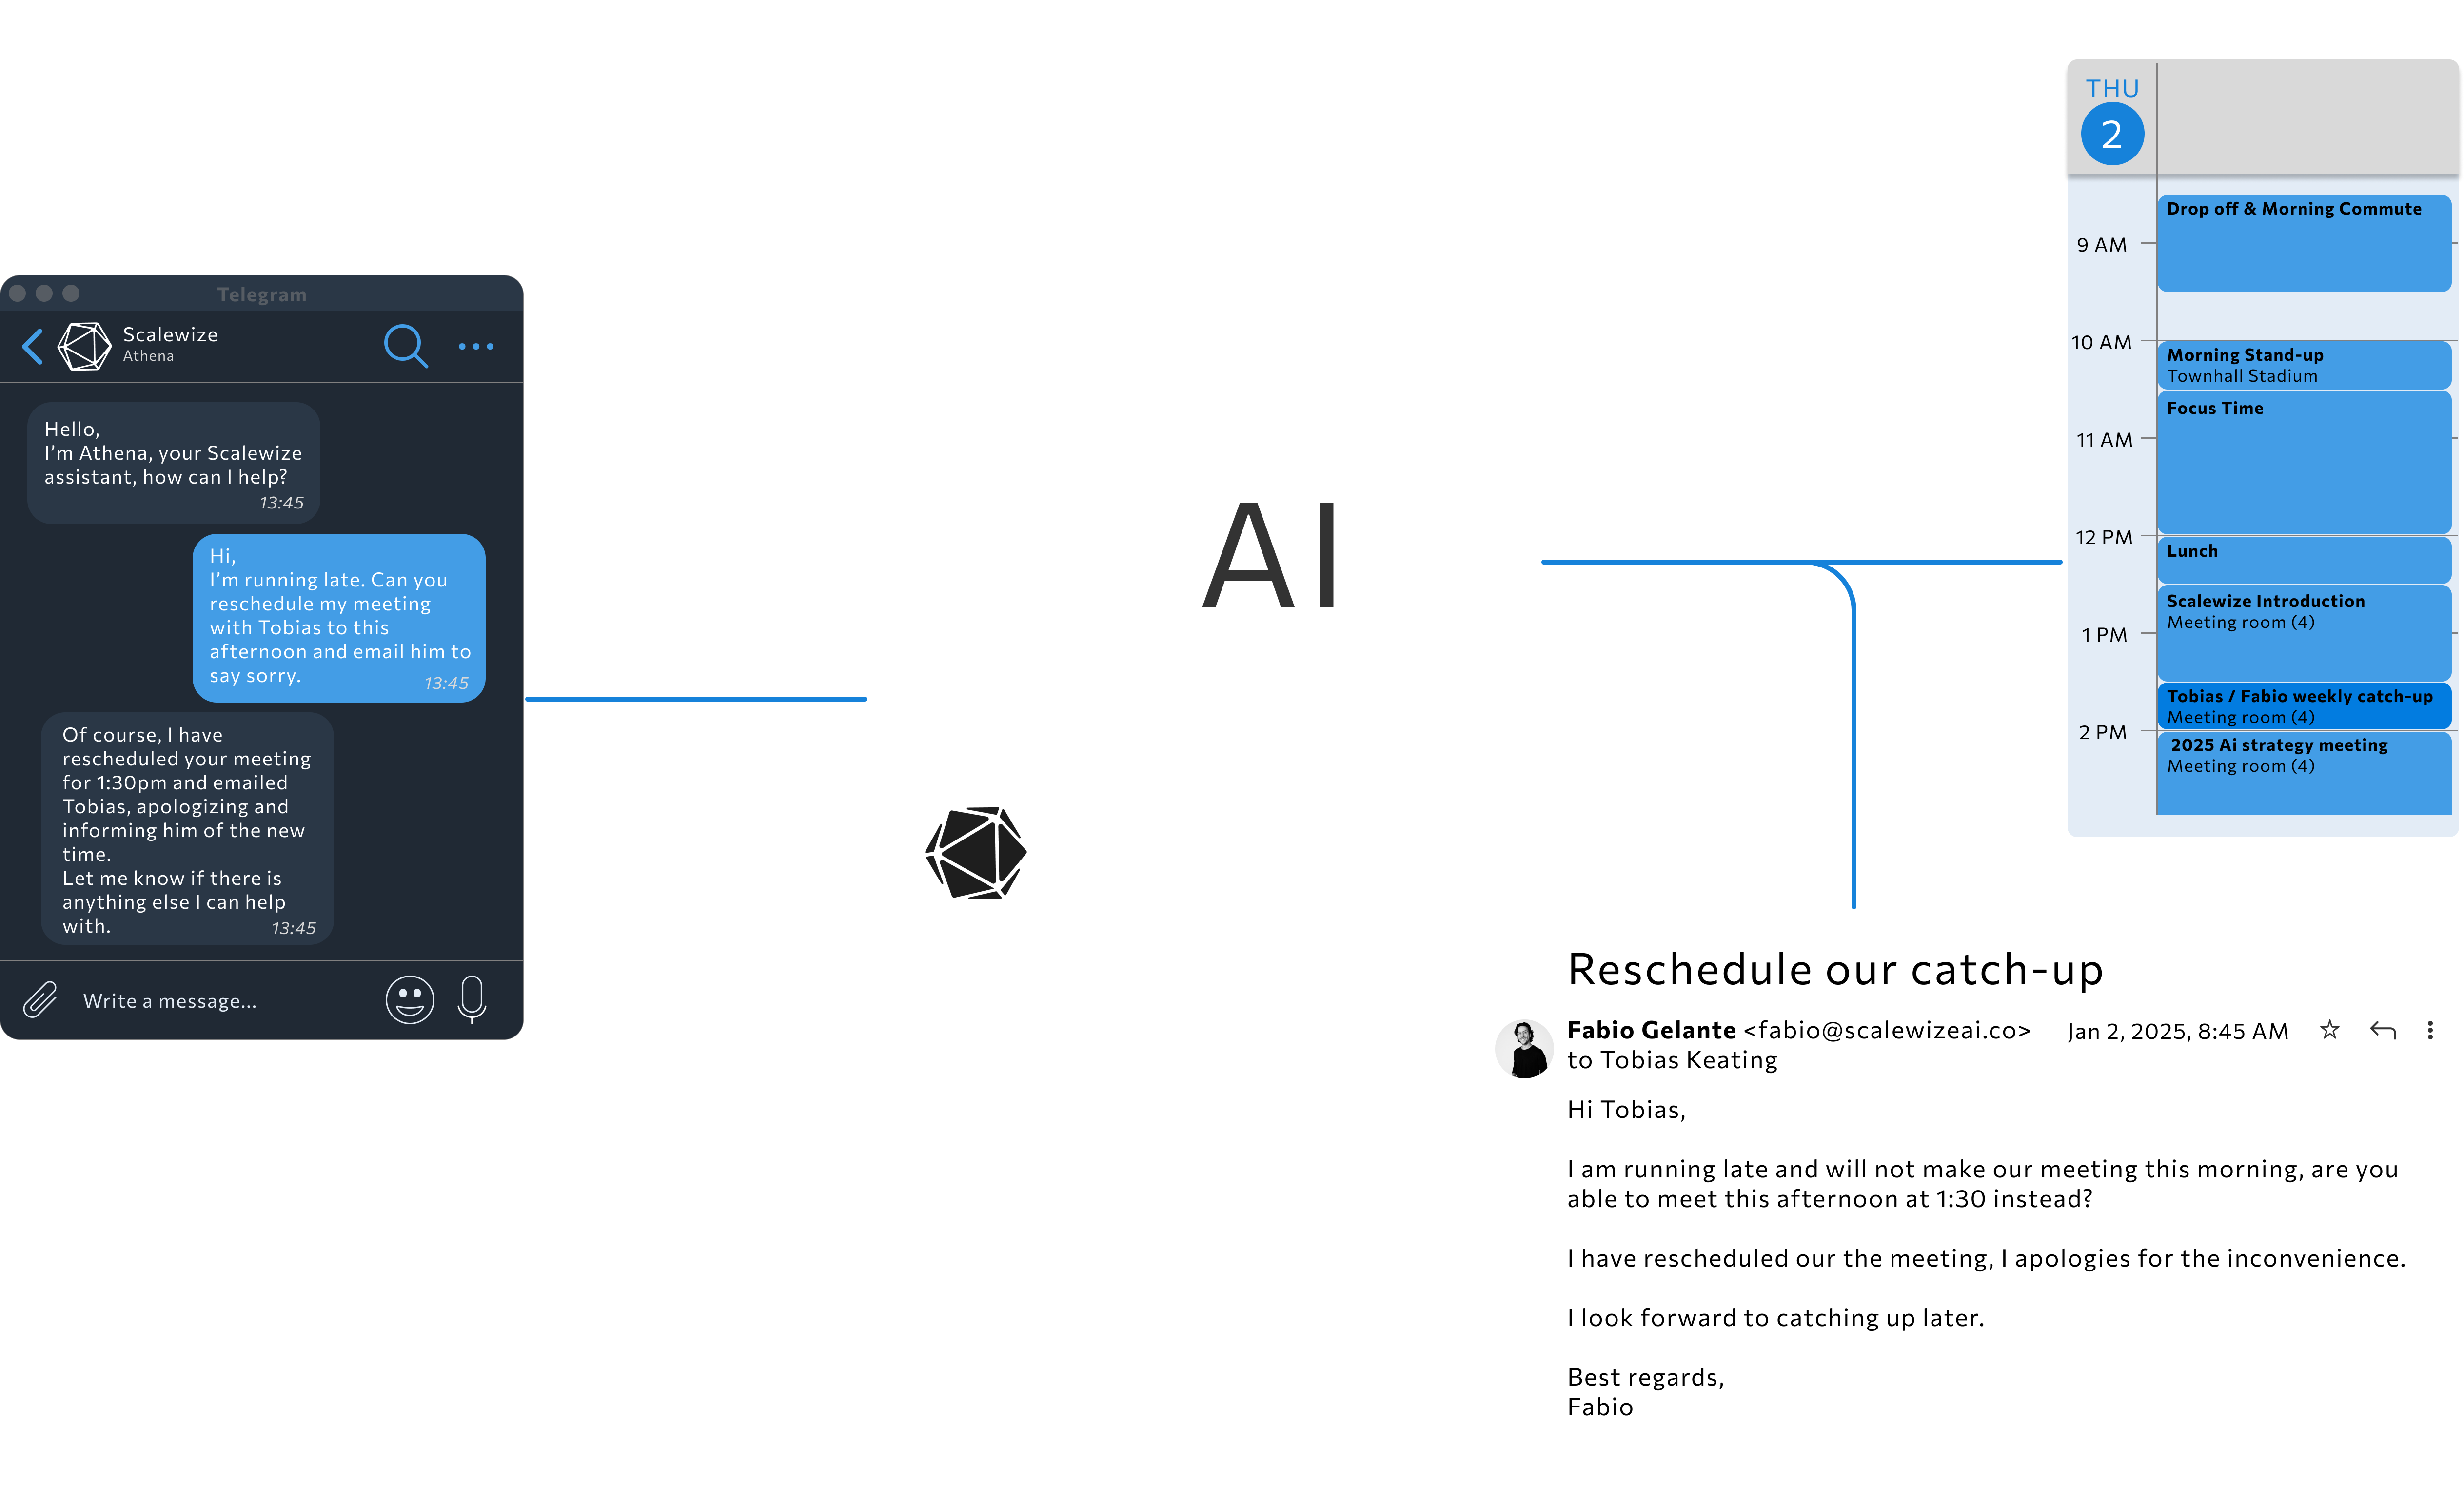 Telegram
Scalewize
Athena
Hello,
I'm Athena, your Scalewize
assistant, how can I help?
13:45
Hi,
I'm running late. Can you
reschedule my meeting
with Tobias to this
afternoon and email him to
say sorry.
13:45
Of course, I have
rescheduled your meeting
for 1:30pm and emailed
Tobias, apologizing and
informing him of the new
time.
Let me know if there is
anything else I can help
with.
13:45
Write a message...
AI
THU
2
Drop off & Morning Commute
9 AM
10 AM
Morning Stand-up
Townhall Stadium
Focus Time
11 AM
12 PM
Lunch
Scalewize Introduction
Meeting room (4)
1 PM
Tobias / Fabio weekly catch-up
Meeting room (4)
2 PM
2025 Ai strategy meeting
Meeting room (4)
Reschedule our catch-up
Fabio Gelante <fabio@scalewizeai.co> Jan 2, 2025, 8:45 AM
to Tobias Keating
Hi Tobias,
I am running late and will not make our meeting this morning, are you
able to meet this afternoon at 1:30 instead?
I have rescheduled our the meeting, I apologies for the inconvenience.
I look forward to catching up later.
Best regards,
Fabio